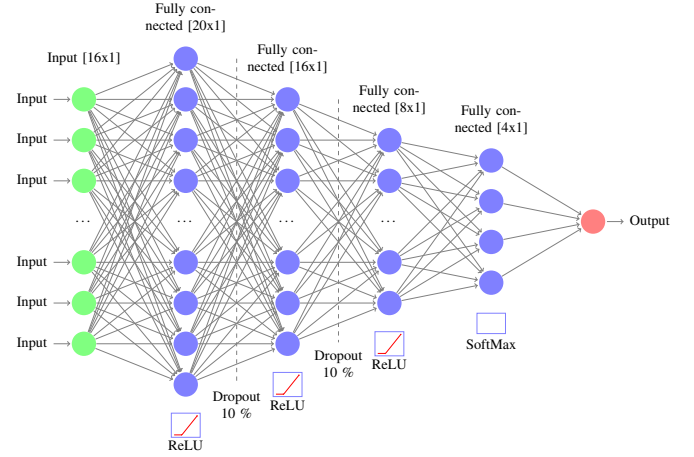 Fully con-
nected [20x1]
Input [16x1]
Fully con-
nected [16x1]
Fully con-
nected [8x1]
Fully con-
nected [4x1]
Input
Input
Input
...
...
...
...
Input
Input
Input
Output
SoftMax
Dropout
10 %
ReLU
Dropout
10 %
ReLU
ReLU